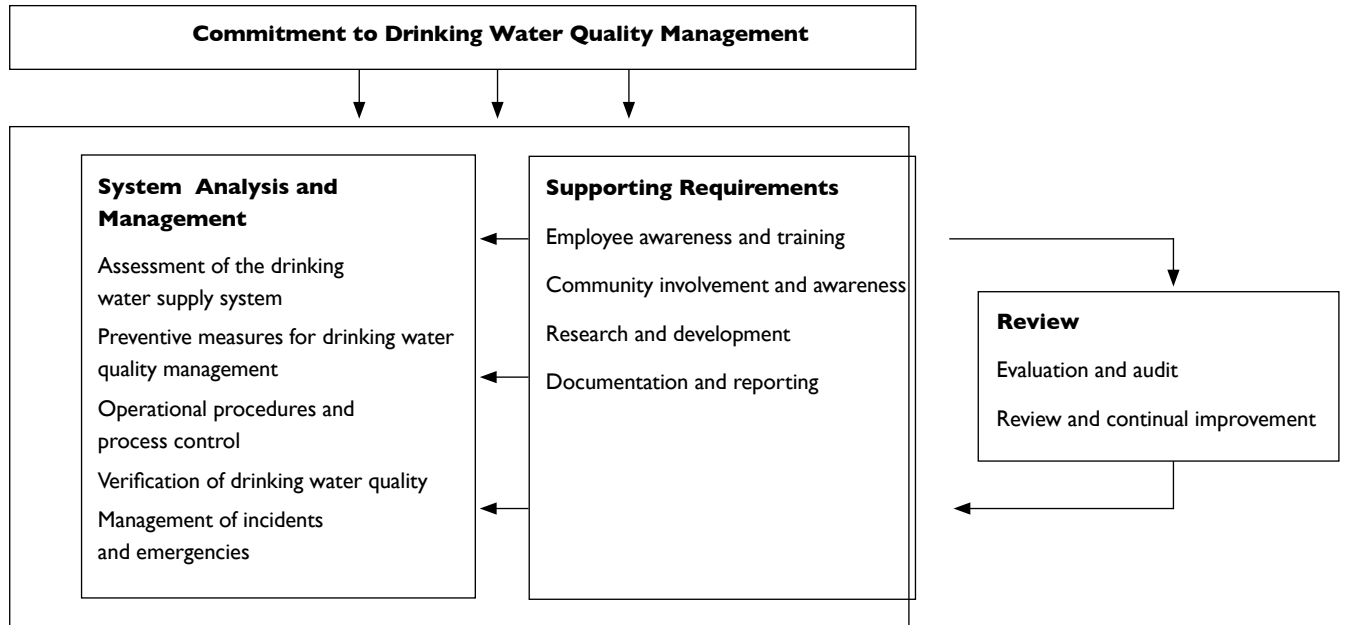 Commitment to Drinking Water Quality Management
System Analysis and
Management
Assessment of the drinking
water supply system
Preventive measures for drinking water
quality management
Operational procedures and
process control
Verification of drinking water quality
Management of incidents
and emergencies
Supporting Requirements
Employee awareness and training
Community involvement and awareness
Research and development
Documentation and reporting
Review
Evaluation and audit
Review and continual improvement